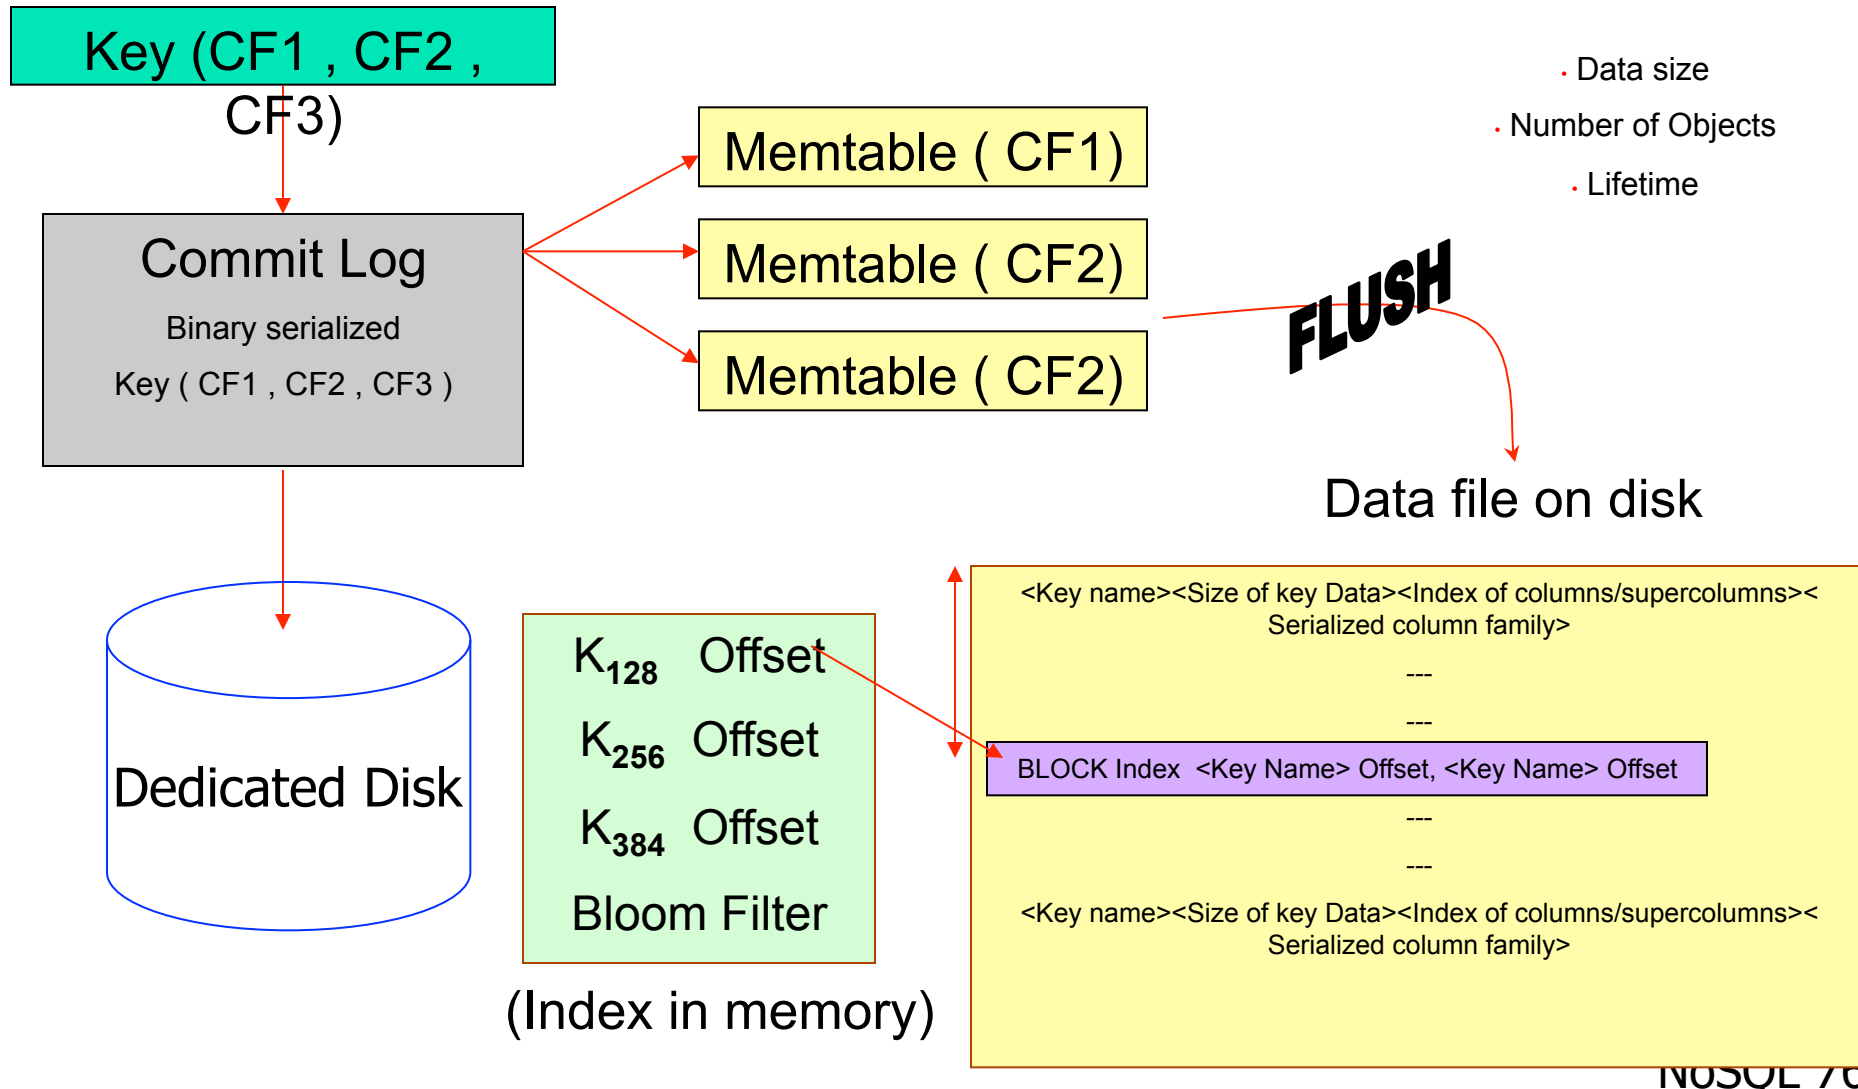 Key (CF1 , CF2 ,
CF3)
Commit Log
Binary serialized
Key ( CF1 , CF2 , CF3 )
Dedicated Disk
Memtable ( CF1)
Memtable ( CF2)
Memtable ( CF2)
FLUSH
• Data size
• Number of Objects
• Lifetime
Data file on disk
K128 Offset
K256 Offset
K384 Offset
Bloom Filter
(Index in memory)
<Key name><Size of key Data><Index of columns/supercolumns><
Serialized column family>
---
---
BLOCK Index <Key Name> Offset, <Key Name> Offset
---
---
<Key name><Size of key Data><Index of columns/supercolumns><
Serialized column family>
NoSQL 76